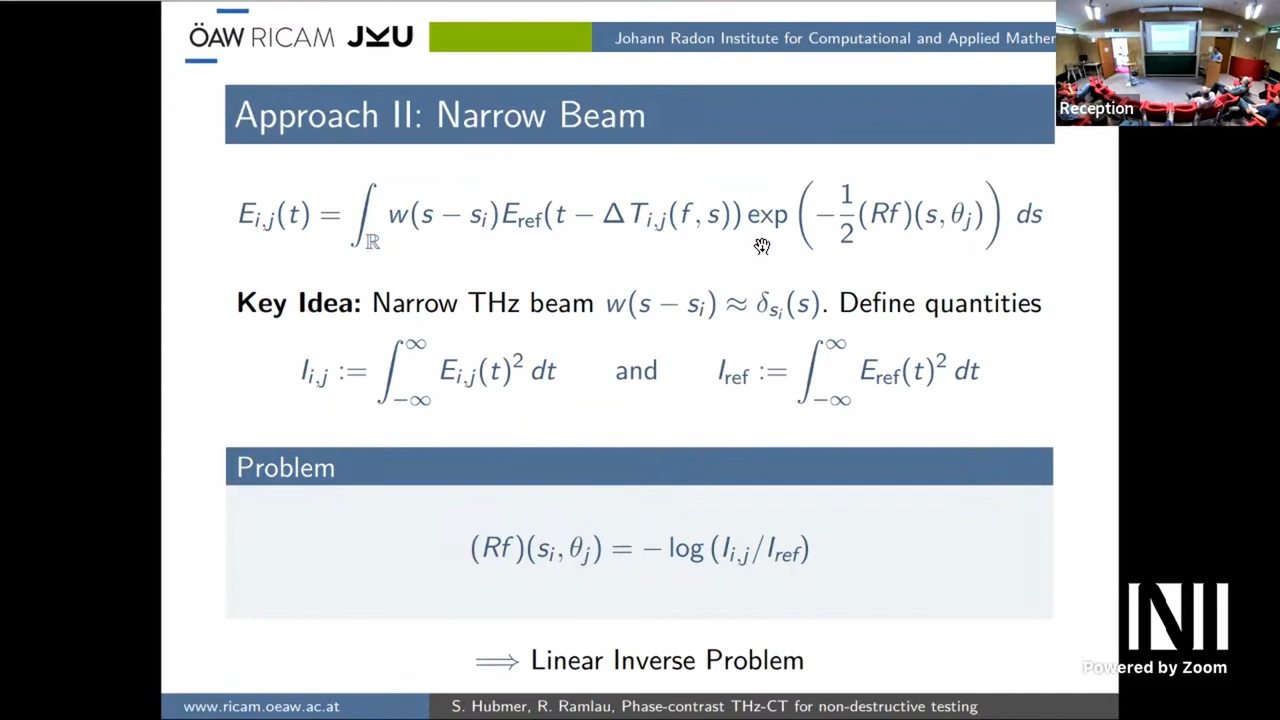 ÖAW RICAM JKU
Johann Radon Institute for Computational and Applied Mather
Reception
Approach II: Narrow Beam
E_{i,j}(t) = ∫_ℝ w(s − s_i)E_ref(t − ΔT_{i,j}(f, s)) exp(−1/2 (Rf)(s, θ_j)) ds
Key Idea: Narrow THz beam w(s − s_i) ≈ δ_{s_i}(s). Define quantities
I_{i,j} := ∫_{−∞}^{∞} E_{i,j}(t)² dt and I_ref := ∫_{−∞}^{∞} E_ref(t)² dt
Problem
(Rf)(s_i, θ_j) = − log (I_{i,j}/I_ref)
⟹ Linear Inverse Problem
NI
Powered by Zoom
www.ricam.oeaw.ac.at S. Hubmer, R. Ramlau, Phase-contrast THz-CT for non-destructive testing